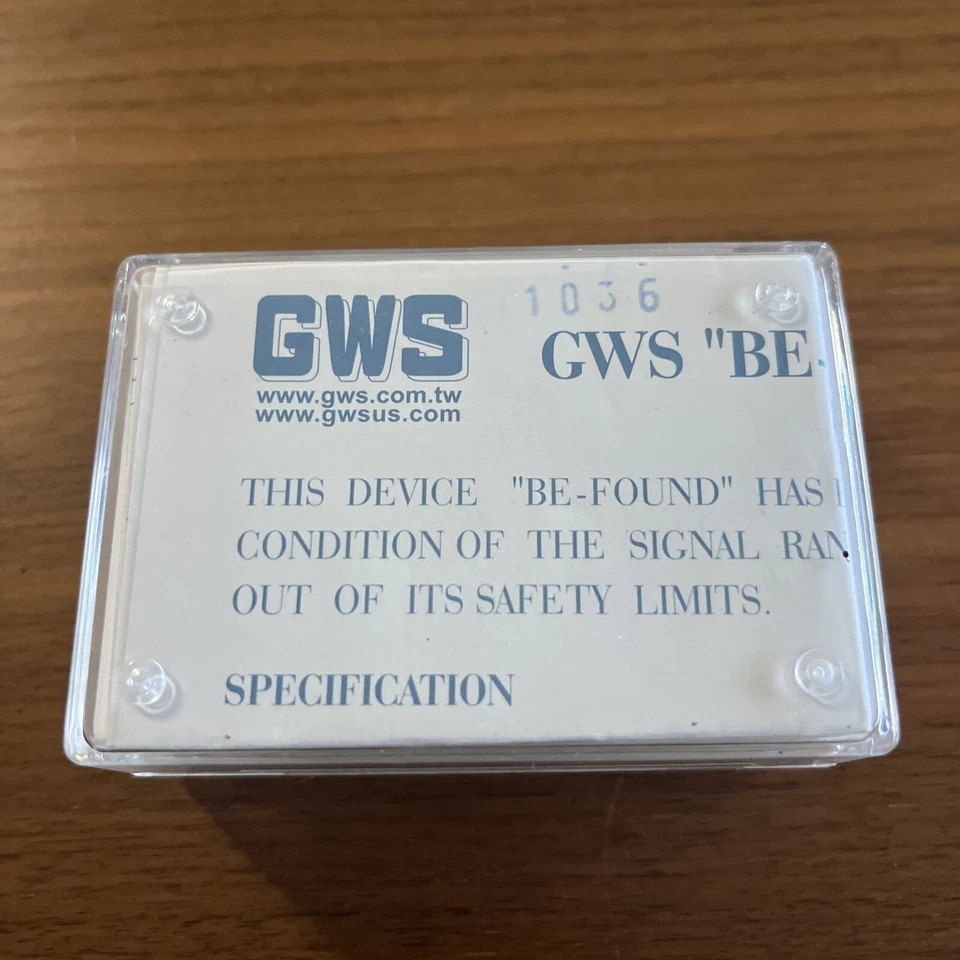 1036
GWS
GWS "BE-
www.gws.com.tw
www.gwsus.com
THIS DEVICE "BE-FOUND" HAS
CONDITION OF THE SIGNAL RAN
OUT OF ITS SAFETY LIMITS.
SPECIFICATION